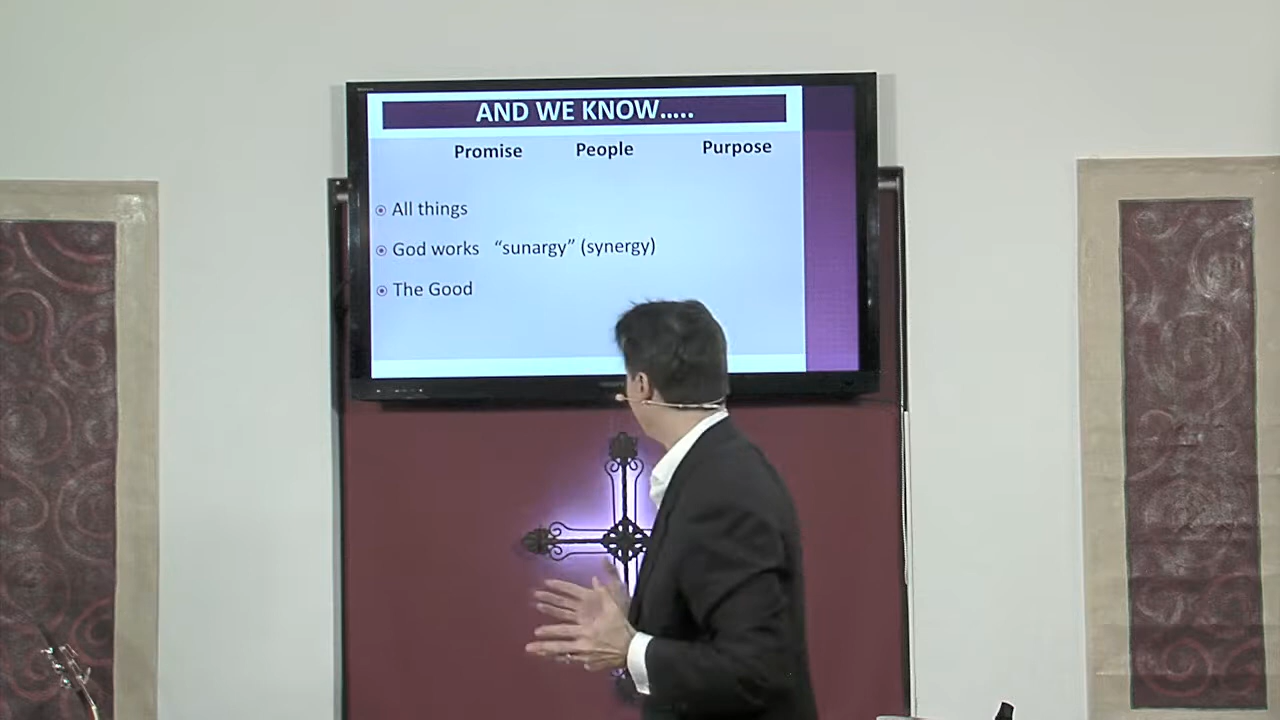 AND WE KNOW.....
Promise People Purpose
All things
God works “sunargy” (synergy)
The Good